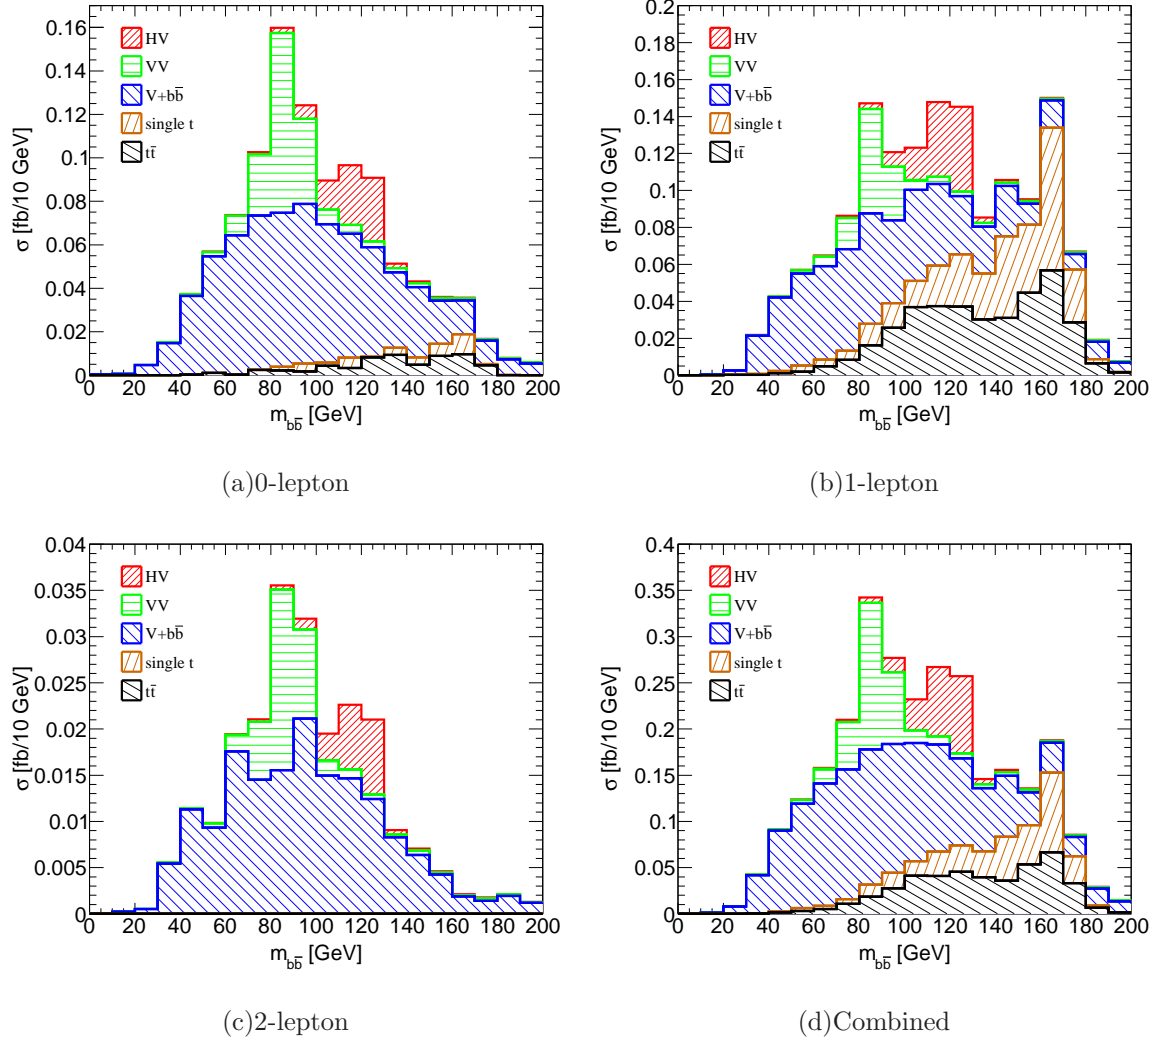 σ [fb/10 GeV]
0.16
0.14
0.12
0.1
0.08
0.06
0.04
0.02
0
HV
VV
V+bb̅
single t
tt̅
0 20 40 60 80 100 120 140 160 180 200
m_{bb̅} [GeV]
(a)0-lepton
σ [fb/10 GeV]
0.2
0.18
0.16
0.14
0.12
0.1
0.08
0.06
0.04
0.02
0
HV
VV
V+bb̅
single t
tt̅
0 20 40 60 80 100 120 140 160 180 200
m_{bb̅} [GeV]
(b)1-lepton
σ [fb/10 GeV]
0.04
0.035
0.03
0.025
0.02
0.015
0.01
0.005
0
HV
VV
V+bb̅
single t
tt̅
0 20 40 60 80 100 120 140 160 180 200
m_{bb̅} [GeV]
(c)2-lepton
σ [fb/10 GeV]
0.4
0.35
0.3
0.25
0.2
0.15
0.1
0.05
0
HV
VV
V+bb̅
single t
tt̅
0 20 40 60 80 100 120 140 160 180 200
m_{bb̅} [GeV]
(d)Combined